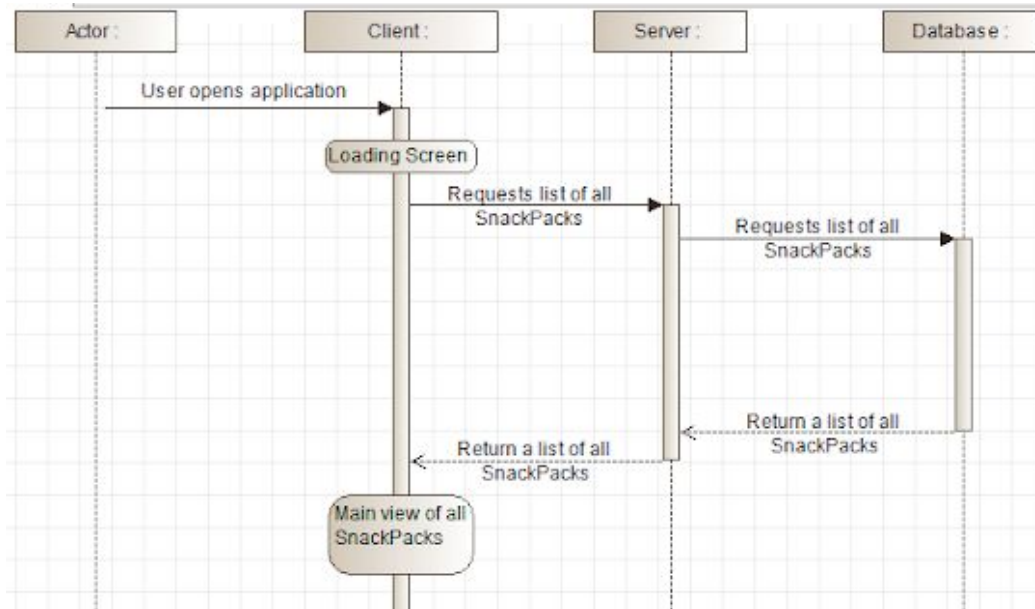 Actor :
Client :
Server :
Database :
User opens application
Loading Screen
Requests list of all
SnackPacks
Requests list of all
SnackPacks
Return a list of all
SnackPacks
Return a list of all
SnackPacks
Main view of all
SnackPacks